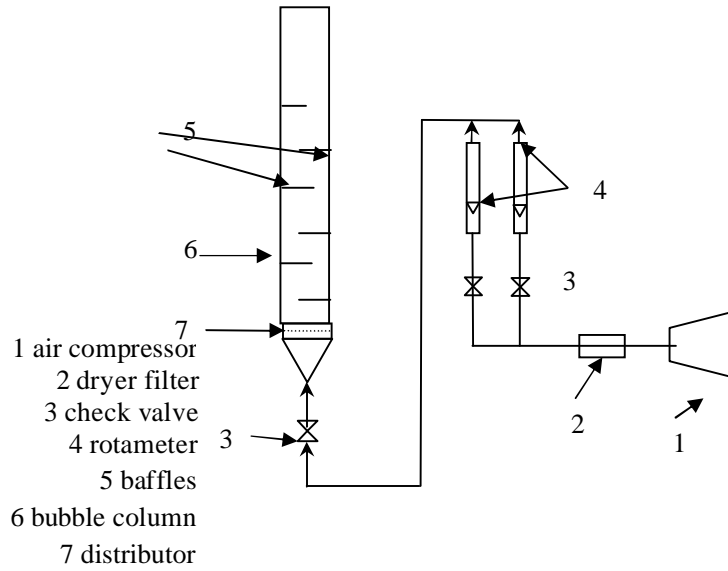 5
4
6
3
7
1 air compressor
2 dryer filter
3 check valve
4 rotameter
3
2
1
5 baffles
6 bubble column
7 distributor